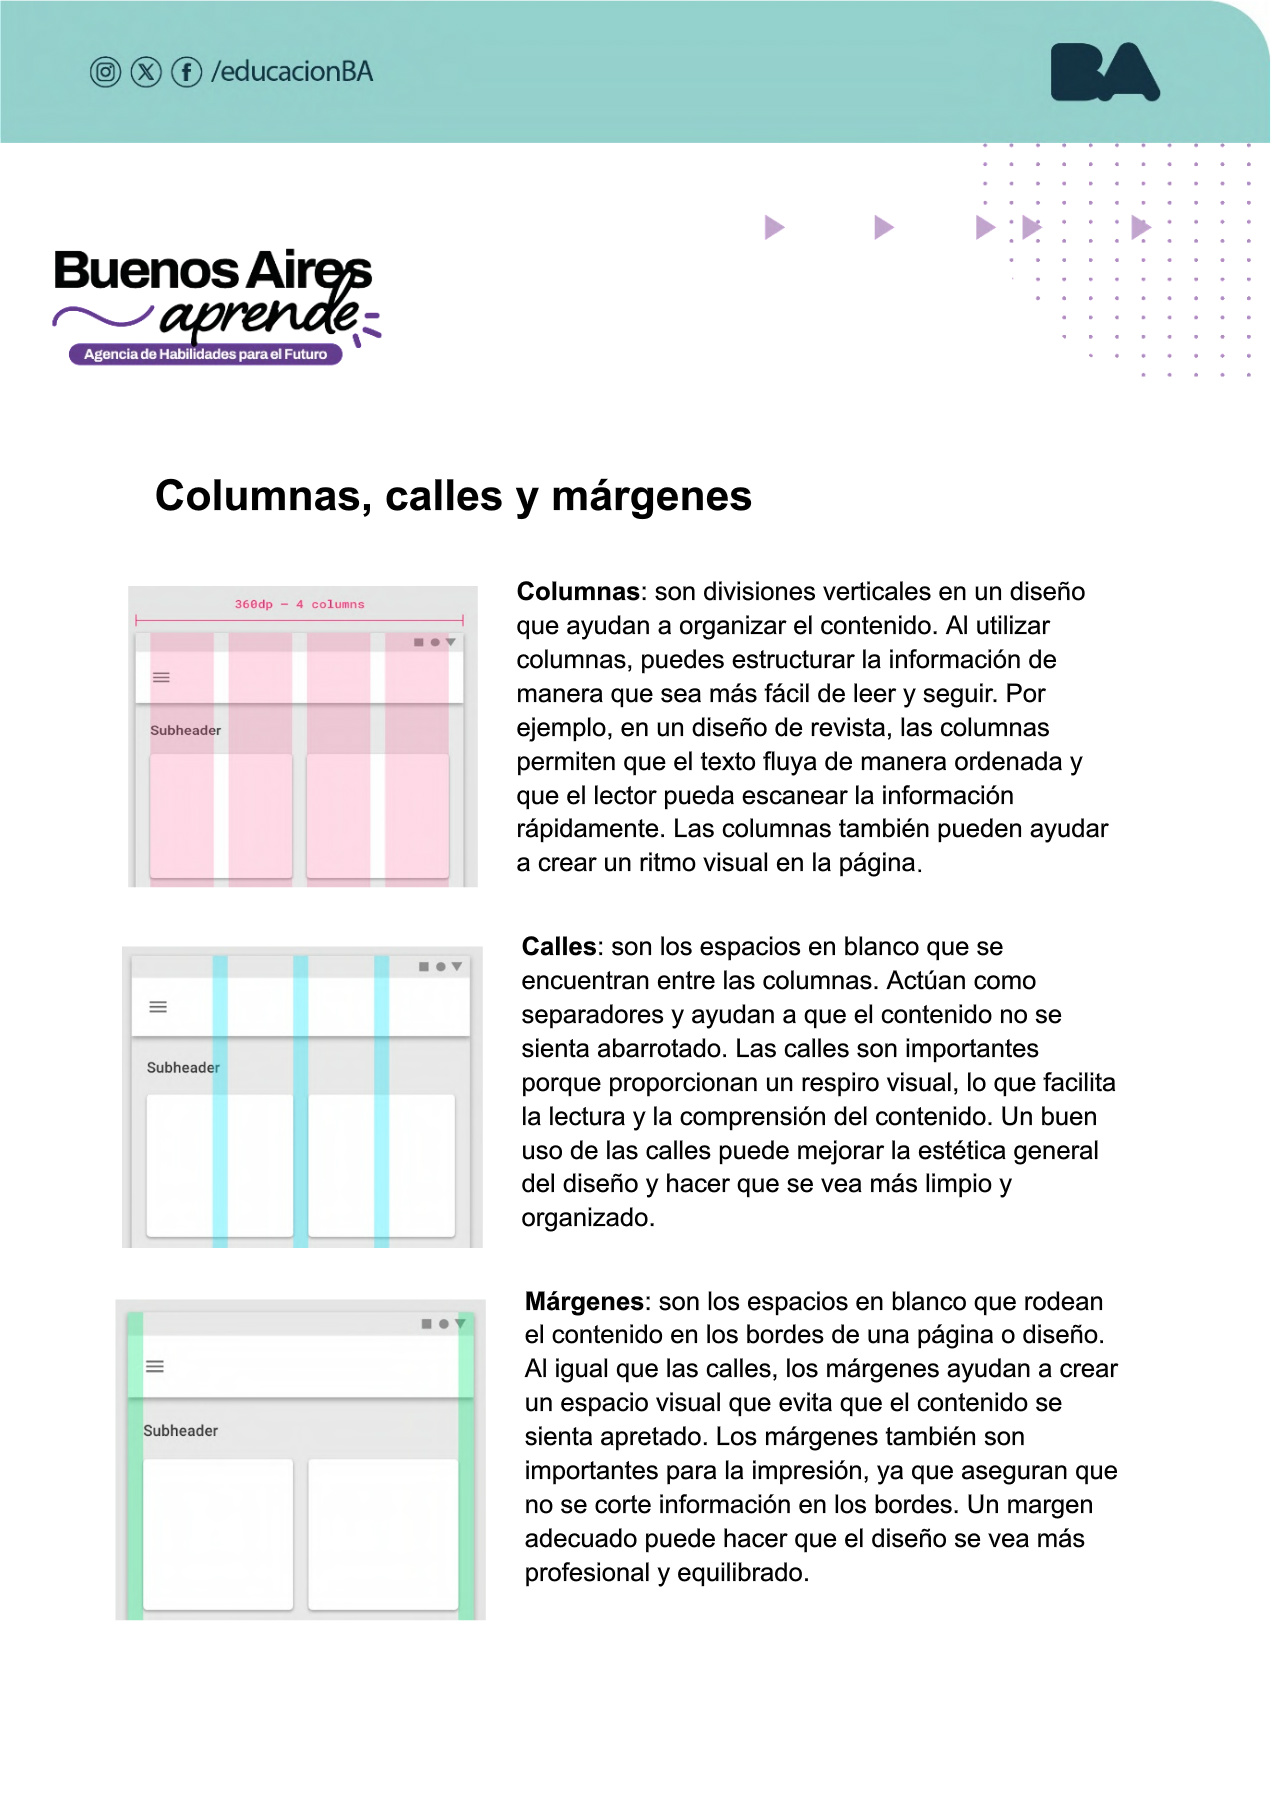 /educacionBA
BA
Buenos Aires
aprende
Agencia de Habilidades para el Futuro
Columnas, calles y márgenes
360dp – 4 columns
Subheader
Columnas: son divisiones verticales en un diseño
que ayudan a organizar el contenido. Al utilizar
columnas, puedes estructurar la información de
manera que sea más fácil de leer y seguir. Por
ejemplo, en un diseño de revista, las columnas
permiten que el texto fluya de manera ordenada y
que el lector pueda escanear la información
rápidamente. Las columnas también pueden ayudar
a crear un ritmo visual en la página.
Subheader
Calles: son los espacios en blanco que se
encuentran entre las columnas. Actúan como
separadores y ayudan a que el contenido no se
sienta abarrotado. Las calles son importantes
porque proporcionan un respiro visual, lo que facilita
la lectura y la comprensión del contenido. Un buen
uso de las calles puede mejorar la estética general
del diseño y hacer que se vea más limpio y
organizado.
Subheader
Márgenes: son los espacios en blanco que rodean
el contenido en los bordes de una página o diseño.
Al igual que las calles, los márgenes ayudan a crear
un espacio visual que evita que el contenido se
sienta apretado. Los márgenes también son
importantes para la impresión, ya que aseguran que
no se corte información en los bordes. Un margen
adecuado puede hacer que el diseño se vea más
profesional y equilibrado.